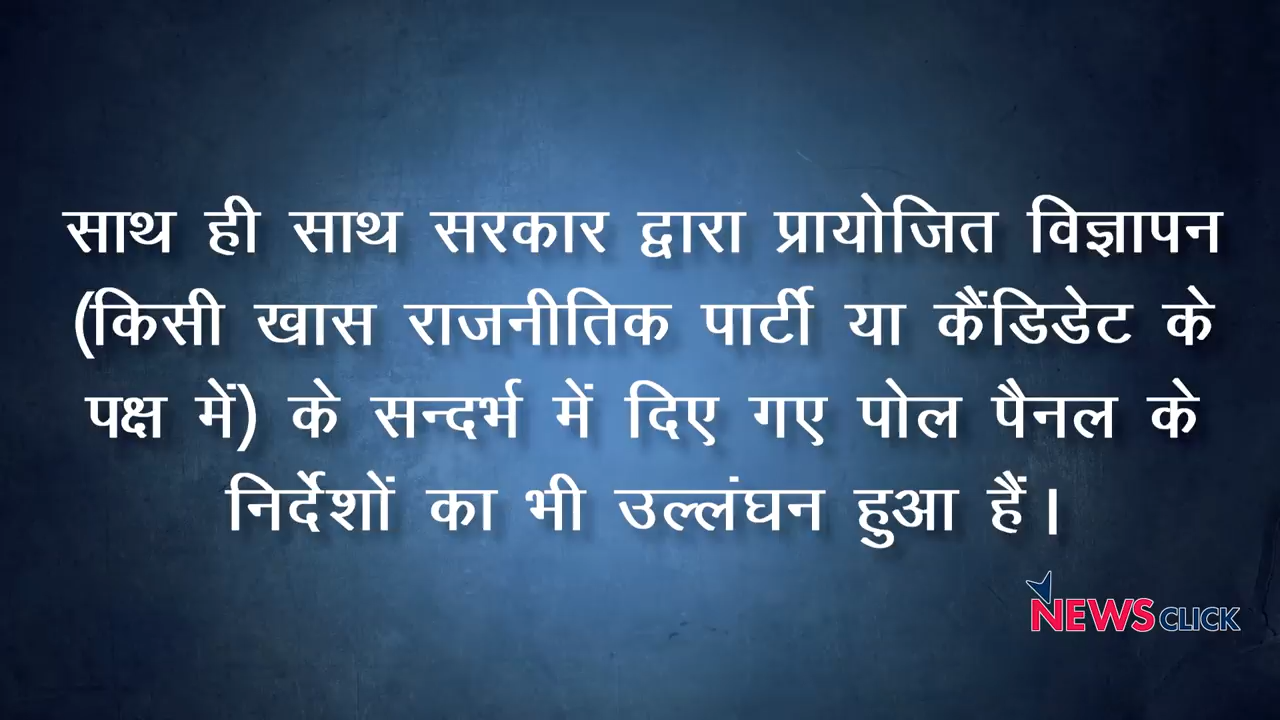 साथ ही साथ सरकार द्वारा प्रायोजित विज्ञापन
(किसी खास राजनीतिक पार्टी या कैंडिडेट के
पक्ष में) के सन्दर्भ में दिए गए पोल पैनल के
निर्देशों का भी उल्लंघन हुआ हैं।
NEWSCLICK